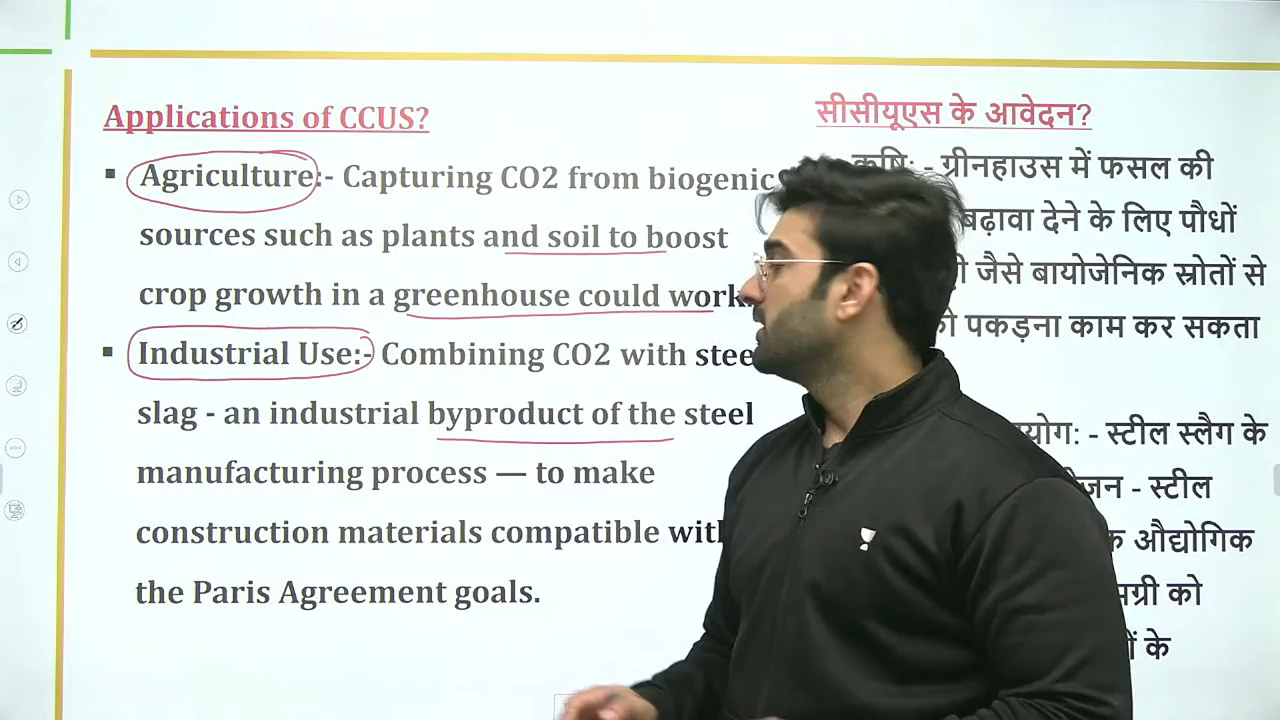 Applications of CCUS?
▪ Agriculture:- Capturing CO2 from biogenic
sources such as plants and soil to boost
crop growth in a greenhouse could work.
▪ Industrial Use:- Combining CO2 with
slag - an industrial byproduct of the steel
manufacturing process — to make
construction materials compatible with
the Paris Agreement goals.
सीसीयूएस के आवेदन?
कृषि: - ग्रीनहाउस में फसल की
बढ़ावा देने के लिए पौधों
जैसे बायोजेनिक स्रोतों से
पकड़ना काम कर सकता
- स्टील स्लैग के
- स्टील
औद्योगिक
को
के